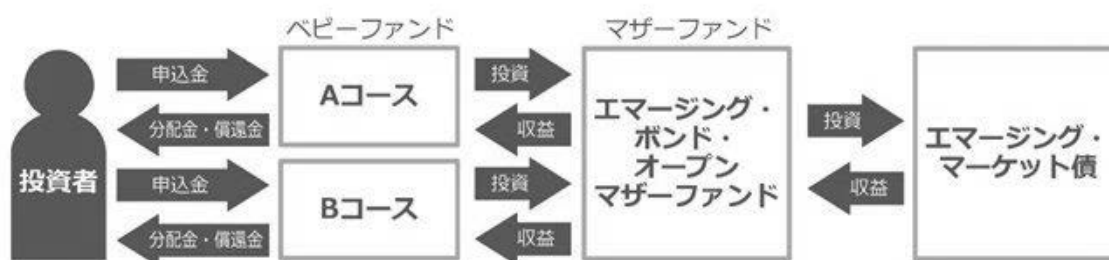 ベビーファンド
マザーファンド
投資者
申込金
分配金・償還金
申込金
分配金・償還金
Aコース
Bコース
投資
収益
投資
収益
エマージング・
ボンド・
オープン
マザーファンド
投資
収益
エマージング・
マーケット債